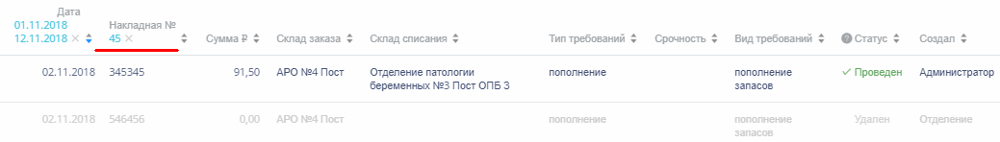 Дата
01.11.2018
12.11.2018 ×
Накладная №
45 ×
Сумма ₽
Склад заказа
Склад списания
Тип требований
Срочность
Вид требований
? Статус
Создал
02.11.2018 345345 91,50 АРО №4 Пост Отделение патологии пополнение пополнение ✓ Проведен Администратор
беременных №3 Пост ОПБ 3 запасов
02.11.2018 546456 0,00 АРО №4 Пост пополнение пополнение Удален Отделение
запасов